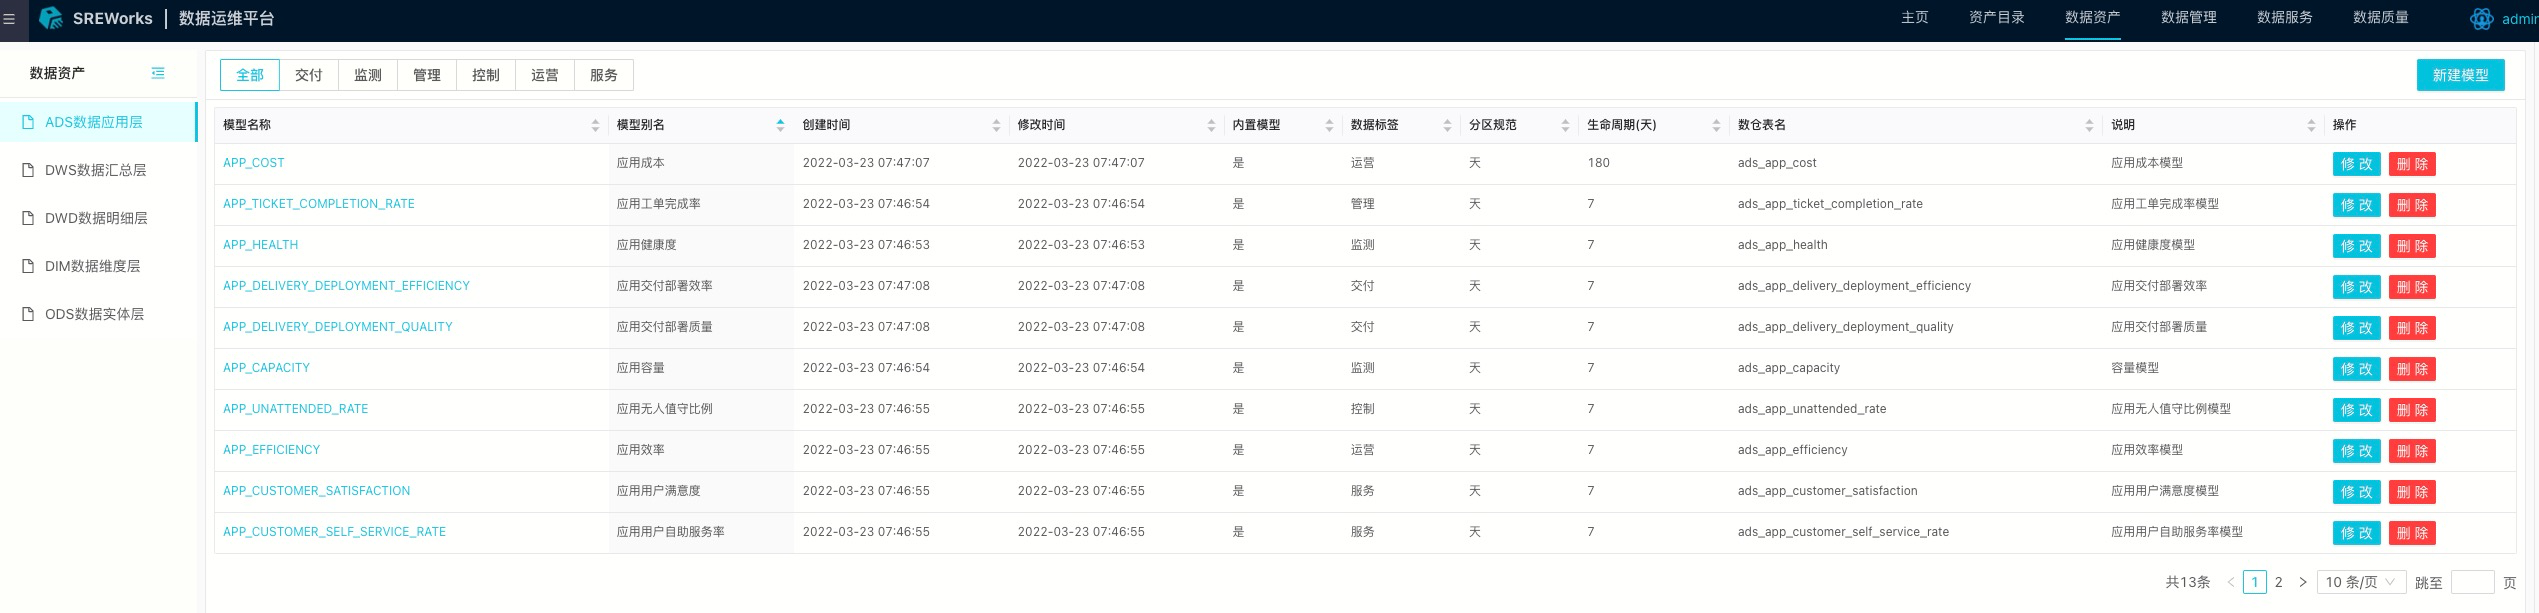 SREWorks | 数据运维平台 主页 资产目录 数据资产 数据管理 数据服务 数据质量
数据资产
ADS数据应用层
DWS数据汇总层
DWD数据明细层
DIM数据维度层
ODS数据实体层
全部 交付 监测 管理 控制 运营 服务 新建模型
模型名称 模型别名 创建时间 修改时间 内置模型 数据标签 分区规范 生命周期(天) 数仓表名 说明 操作
APP_COST 应用成本 2022-03-23 07:47:07 2022-03-23 07:47:07 是 运营 天 180 ads_app_cost 应用成本模型 修 改 删 除
APP_TICKET_COMPLETION_RATE 应用工单完成率 2022-03-23 07:46:54 2022-03-23 07:46:54 是 管理 天 7 ads_app_ticket_completion_rate 应用工单完成率模型 修 改 删 除
APP_HEALTH 应用健康度 2022-03-23 07:46:53 2022-03-23 07:46:53 是 监测 天 7 ads_app_health 应用健康度模型 修 改 删 除
APP_DELIVERY_DEPLOYMENT_EFFICIENCY 应用交付部署效率 2022-03-23 07:47:08 2022-03-23 07:47:08 是 交付 天 7 ads_app_delivery_deployment_efficiency 应用交付部署效率 修 改 删 除
APP_DELIVERY_DEPLOYMENT_QUALITY 应用交付部署质量 2022-03-23 07:47:08 2022-03-23 07:47:08 是 交付 天 7 ads_app_delivery_deployment_quality 应用交付部署质量 修 改 删 除
APP_CAPACITY 应用容量 2022-03-23 07:46:54 2022-03-23 07:46:54 是 监测 天 7 ads_app_capacity 容量模型 修 改 删 除
APP_UNATTENDED_RATE 应用无人值守比例 2022-03-23 07:46:55 2022-03-23 07:46:55 是 控制 天 7 ads_app_unattended_rate 应用无人值守比例模型 修 改 删 除
APP_EFFICIENCY 应用效率 2022-03-23 07:46:55 2022-03-23 07:46:55 是 运营 天 7 ads_app_efficiency 应用效率模型 修 改 删 除
APP_CUSTOMER_SATISFACTION 应用用户满意度 2022-03-23 07:46:55 2022-03-23 07:46:55 是 服务 天 7 ads_app_customer_satisfaction 应用用户满意度模型 修 改 删 除
APP_CUSTOMER_SELF_SERVICE_RATE 应用用户自助服务率 2022-03-23 07:46:55 2022-03-23 07:46:55 是 服务 天 7 ads_app_customer_self_service_rate 应用用户自助服务率模型 修 改 删 除
共13条 < 1 2 > 10 条/页 跳至 页